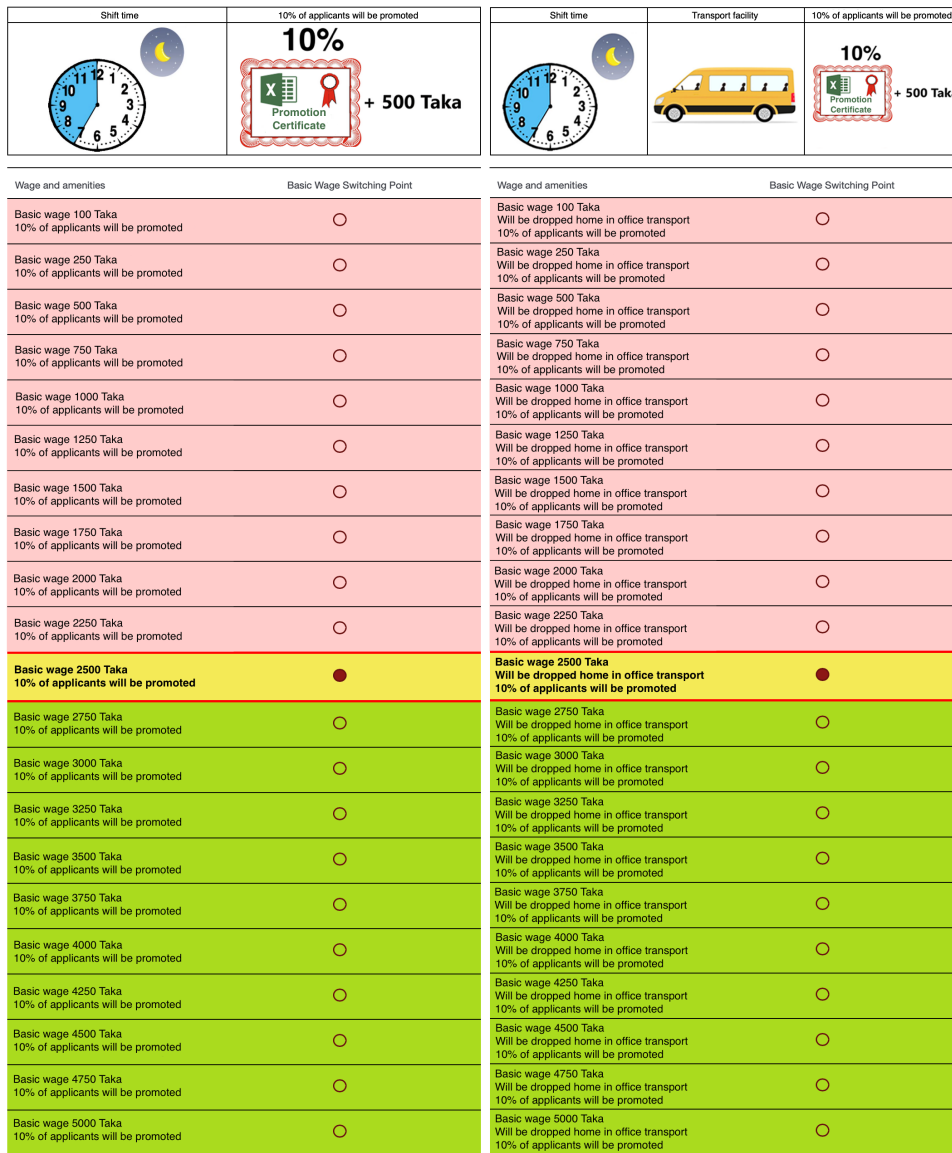 Shift time
10% of applicants will be promoted
12 1 2 3 4 5 6 7 8 9 10 11
10%
X
Promotion
Certificate
+ 500 Taka
Wage and amenities
Basic Wage Switching Point
Basic wage 100 Taka
10% of applicants will be promoted
Basic wage 250 Taka
10% of applicants will be promoted
Basic wage 500 Taka
10% of applicants will be promoted
Basic wage 750 Taka
10% of applicants will be promoted
Basic wage 1000 Taka
10% of applicants will be promoted
Basic wage 1250 Taka
10% of applicants will be promoted
Basic wage 1500 Taka
10% of applicants will be promoted
Basic wage 1750 Taka
10% of applicants will be promoted
Basic wage 2000 Taka
10% of applicants will be promoted
Basic wage 2250 Taka
10% of applicants will be promoted
Basic wage 2500 Taka
10% of applicants will be promoted
Basic wage 2750 Taka
10% of applicants will be promoted
Basic wage 3000 Taka
10% of applicants will be promoted
Basic wage 3250 Taka
10% of applicants will be promoted
Basic wage 3500 Taka
10% of applicants will be promoted
Basic wage 3750 Taka
10% of applicants will be promoted
Basic wage 4000 Taka
10% of applicants will be promoted
Basic wage 4250 Taka
10% of applicants will be promoted
Basic wage 4500 Taka
10% of applicants will be promoted
Basic wage 4750 Taka
10% of applicants will be promoted
Basic wage 5000 Taka
10% of applicants will be promoted
Shift time
Transport facility
10% of applicants will be promoted
12 1 2 3 4 5 6 7 8 9 10 11
10%
X
Promotion
Certificate
+ 500 Tak
Wage and amenities
Basic Wage Switching Point
Basic wage 100 Taka
Will be dropped home in office transport
10% of applicants will be promoted
Basic wage 250 Taka
Will be dropped home in office transport
10% of applicants will be promoted
Basic wage 500 Taka
Will be dropped home in office transport
10% of applicants will be promoted
Basic wage 750 Taka
Will be dropped home in office transport
10% of applicants will be promoted
Basic wage 1000 Taka
Will be dropped home in office transport
10% of applicants will be promoted
Basic wage 1250 Taka
Will be dropped home in office transport
10% of applicants will be promoted
Basic wage 1500 Taka
Will be dropped home in office transport
10% of applicants will be promoted
Basic wage 1750 Taka
Will be dropped home in office transport
10% of applicants will be promoted
Basic wage 2000 Taka
Will be dropped home in office transport
10% of applicants will be promoted
Basic wage 2250 Taka
Will be dropped home in office transport
10% of applicants will be promoted
Basic wage 2500 Taka
Will be dropped home in office transport
10% of applicants will be promoted
Basic wage 2750 Taka
Will be dropped home in office transport
10% of applicants will be promoted
Basic wage 3000 Taka
Will be dropped home in office transport
10% of applicants will be promoted
Basic wage 3250 Taka
Will be dropped home in office transport
10% of applicants will be promoted
Basic wage 3500 Taka
Will be dropped home in office transport
10% of applicants will be promoted
Basic wage 3750 Taka
Will be dropped home in office transport
10% of applicants will be promoted
Basic wage 4000 Taka
Will be dropped home in office transport
10% of applicants will be promoted
Basic wage 4250 Taka
Will be dropped home in office transport
10% of applicants will be promoted
Basic wage 4500 Taka
Will be dropped home in office transport
10% of applicants will be promoted
Basic wage 4750 Taka
Will be dropped home in office transport
10% of applicants will be promoted
Basic wage 5000 Taka
Will be dropped home in office transport
10% of applicants will be promoted